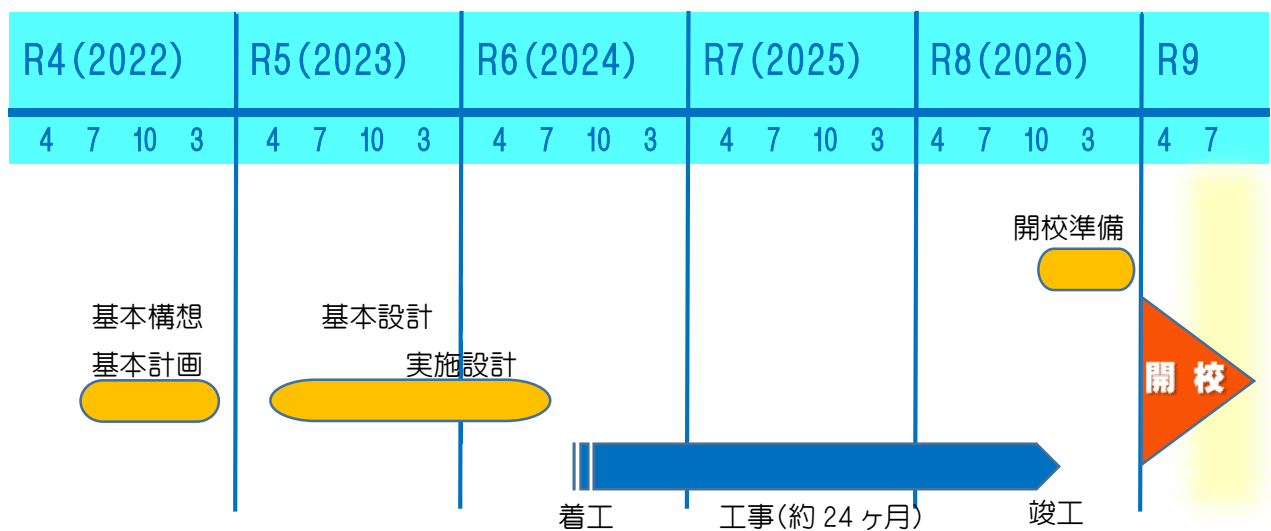 R4(2022) R5(2023) R6(2024) R7(2025) R8(2026) R9
4 7 10 3 4 7 10 3 4 7 10 3 4 7 10 3 4 7 10 3 4 7
開校準備
基本構想 基本設計
基本計画 実施設計
開 校
着工 工事(約 24 ヶ月) 竣工